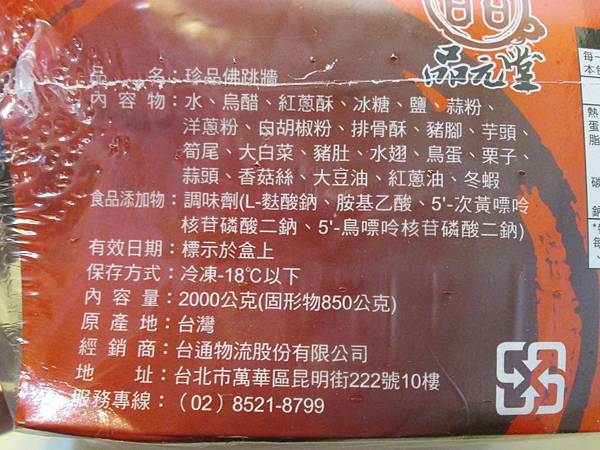 品元堂
品　　名：珍品佛跳牆
內 容 物：水、烏醋、紅蔥酥、冰糖、鹽、蒜粉、
洋蔥粉、白胡椒粉、排骨酥、豬腳、芋頭、
筍尾、大白菜、豬肚、水翅、鳥蛋、栗子、
蒜頭、香菇絲、大豆油、紅蔥油、冬蝦
食品添加物：調味劑(L-麩酸鈉、胺基乙酸、5'-次黃嘌呤
核苷磷酸二鈉、5'-鳥嘌呤核苷磷酸二鈉)
有效日期：標示於盒上
保存方式：冷凍-18℃以下
內 容 量：2000公克(固形物850公克)
原 產 地：台灣
經 銷 商：台通物流股份有限公司
地　　址：台北市萬華區昆明街222號10樓
服務專線：（02）8521-8799
每一
本包
熱
蛋
脂
磷
鈉